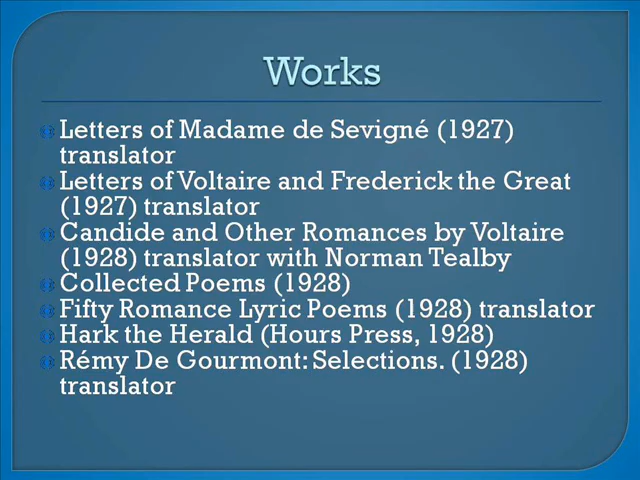 Works
Letters of Madame de Sevigné (1927)
translator
Letters of Voltaire and Frederick the Great
(1927) translator
Candide and Other Romances by Voltaire
(1928) translator with Norman Tealby
Collected Poems (1928)
Fifty Romance Lyric Poems (1928) translator
Hark the Herald (Hours Press, 1928)
Rémy De Gourmont: Selections. (1928)
translator